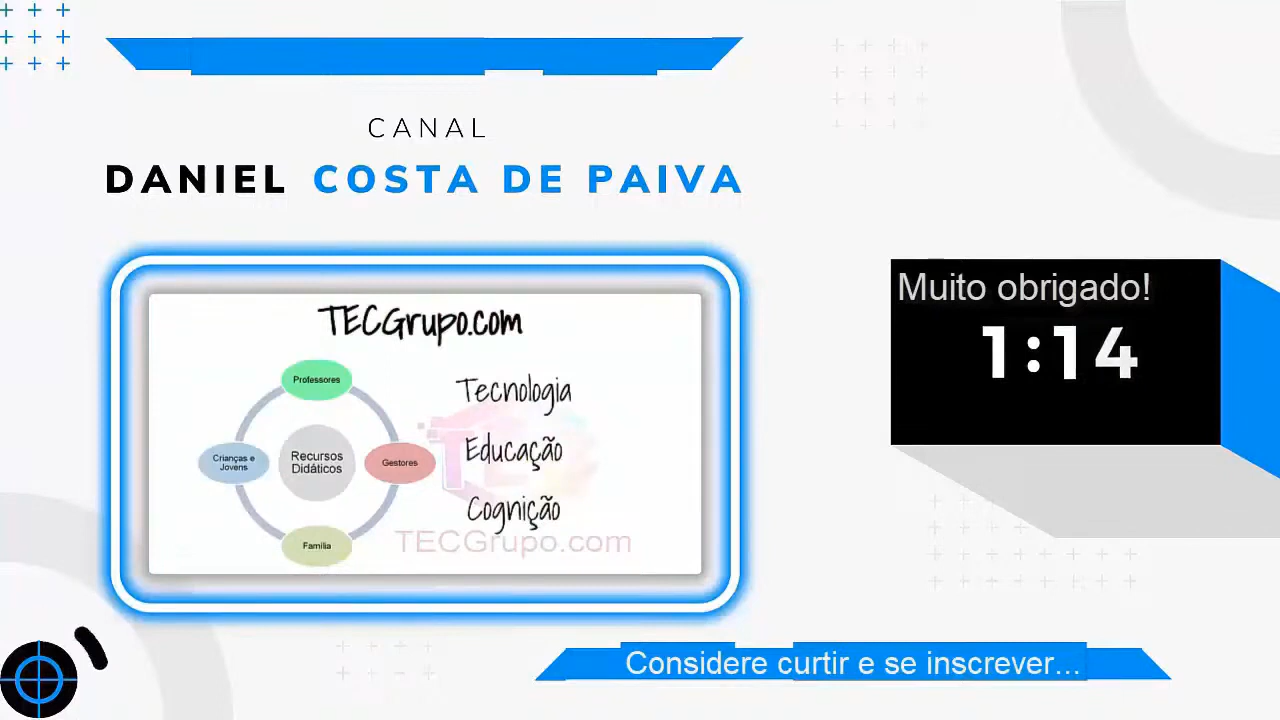 CANAL
DANIEL COSTA DE PAIVA
TECGrupo.com
Professores
Crianças e
Jovens
Recursos
Didáticos
Gestores
Família
Tecnologia
Educação
Cognição
TECGrupo.com
Muito obrigado!
1:14
Considere curtir e se inscrever...